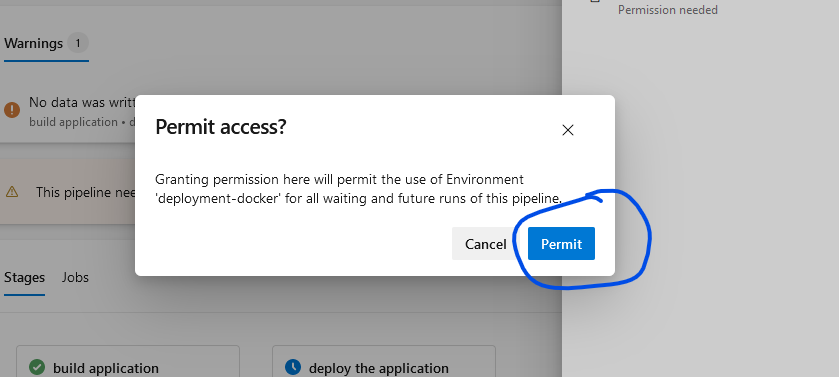 Permission needed
Warnings 1
No data was writt
build application • d
Permit access?
Granting permission here will permit the use of Environment
'deployment-docker' for all waiting and future runs of this pipeline.
This pipeline nee
Cancel
Permit
Stages
Jobs
build application
deploy the application